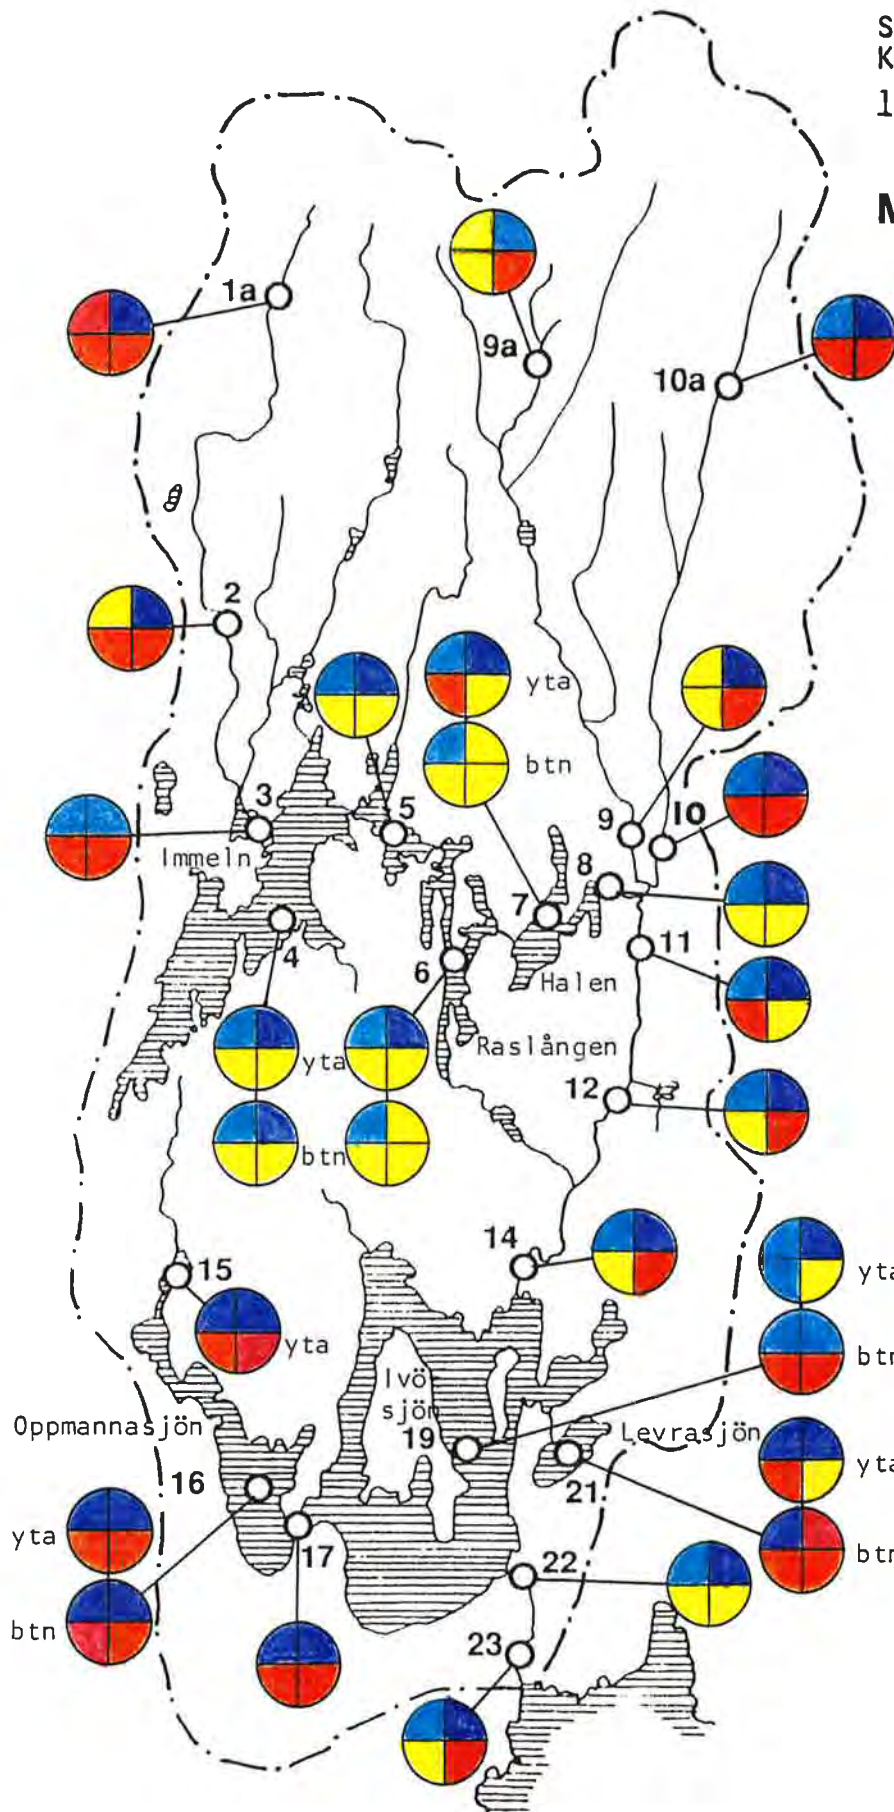 S
K
1
M
1a
9a
10a
2
yta
btn
3
5
9
10
Immeln
8
7
4
6
11
Halen
Raslången
yta
12
btn
14
15
yta
yta
btn
Ivö
sjön
Oppmannasjön
19
Levrasjön
yta
16
21
yta
17
btn
22
btn
23